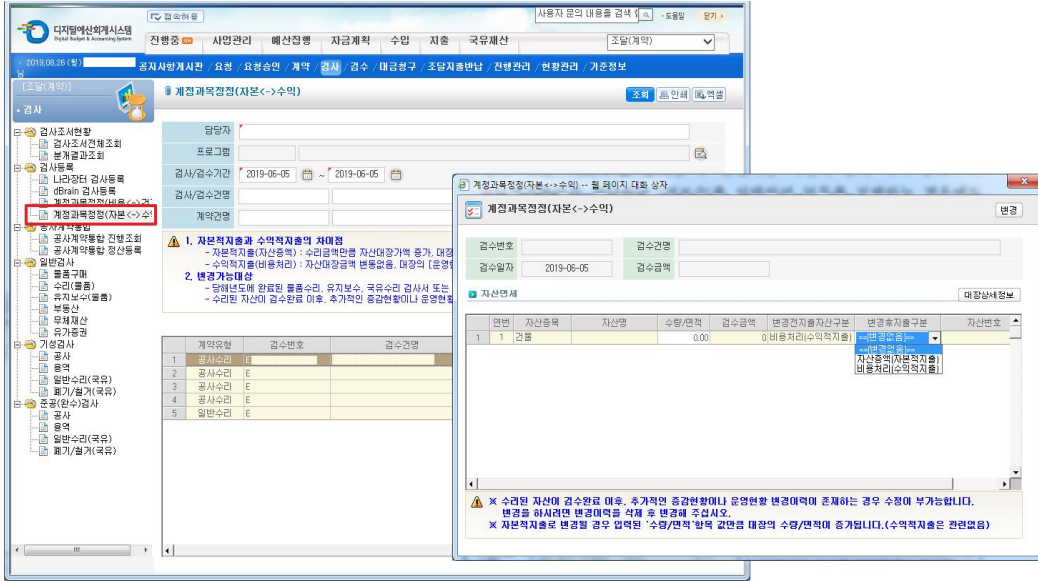 접속허용
사용자 문의 내용을 검색
도움말
닫기
디지털예산회계시스템
Digital Budget & Accounting System
진행중 사업관리 예산집행 자금계획 수입 지출 국유재산
조달(계약)
2019.08.26 (월)
님
공지사항게시판 / 요청 / 요청승인 / 계약 / 검사 / 검수 / 대금청구 / 조달지출반납 / 진행관리 / 현황관리 / 기준정보
[조달(계약)]
• 검사
계정과목정정(자본<->수익)
조회 인쇄 엑셀
검사조서현황
검사조서전체조회
분개결과조회
검사등록
나라장터 검사등록
dBrain 검사등록
계정과목정정(비용<->건
계정과목정정(자본<->수익
공사계약통합
공사계약통합 진행조회
공사계약통합 정산등록
일반검사
물품구매
수리(물품)
유지보수(물품)
부동산
무체재산
유가증권
기성검사
공사
용역
일반수리(국유)
폐기/철거(국유)
준공(완수)검사
공사
용역
일반수리(국유)
폐기/철거(국유)
담당자
프로그램
검사/검수기간 2019-06-05 ~ 2019-06-05
검사/검수건명
계약건명
1. 자본적지출과 수익적지출의 차이점
- 자본적지출(자산증액) : 수리금액만큼 자산대장가액 증가, 대장
- 수익적지출(비용처리) : 자산대장금액 변동없음, 대장의 [운영현
2. 변경가능대상
- 당해년도에 완료된 물품수리, 유지보수, 국유수리 검사서 또는
- 수리된 자산이 검수완료 이후, 추가적인 증감현황이나 운영현황
계약유형 검수번호 검수건명
1 공사수리 E
2 공사수리 E
3 공사수리 E
4 공사수리 E
5 일반수리 E
계정과목정정(자본<->수익) -- 웹 페이지 대화 상자
계정과목정정(자본<->수익)
변경
검수번호 검수건명
검수일자 2019-06-05 검수금액
자산명세
대장상세정보
연번 자산종목 자산명 수량/면적 검수금액 변경전지출자산구분 변경후지출구분 자산번호
1 1 건물 0.00 0 비용처리(수익적지출) ==[변경없음]==
==[변경없음]==
자산증액(자본적지출)
비용처리(수익적지출)
※ 수리된 자산이 검수완료 이후, 추가적인 증감현황이나 운영현황 변경이력이 존재하는 경우 수정이 부가능합니다.
변경을 하시려면 변경이력을 삭제 후 변경해 주십시오.
※ 자본적지출로 변경될 경우 입력된 '수량/면적'항목 값만큼 대장의 수량/면적이 증가됩니다.(수익적지출은 관련없음)